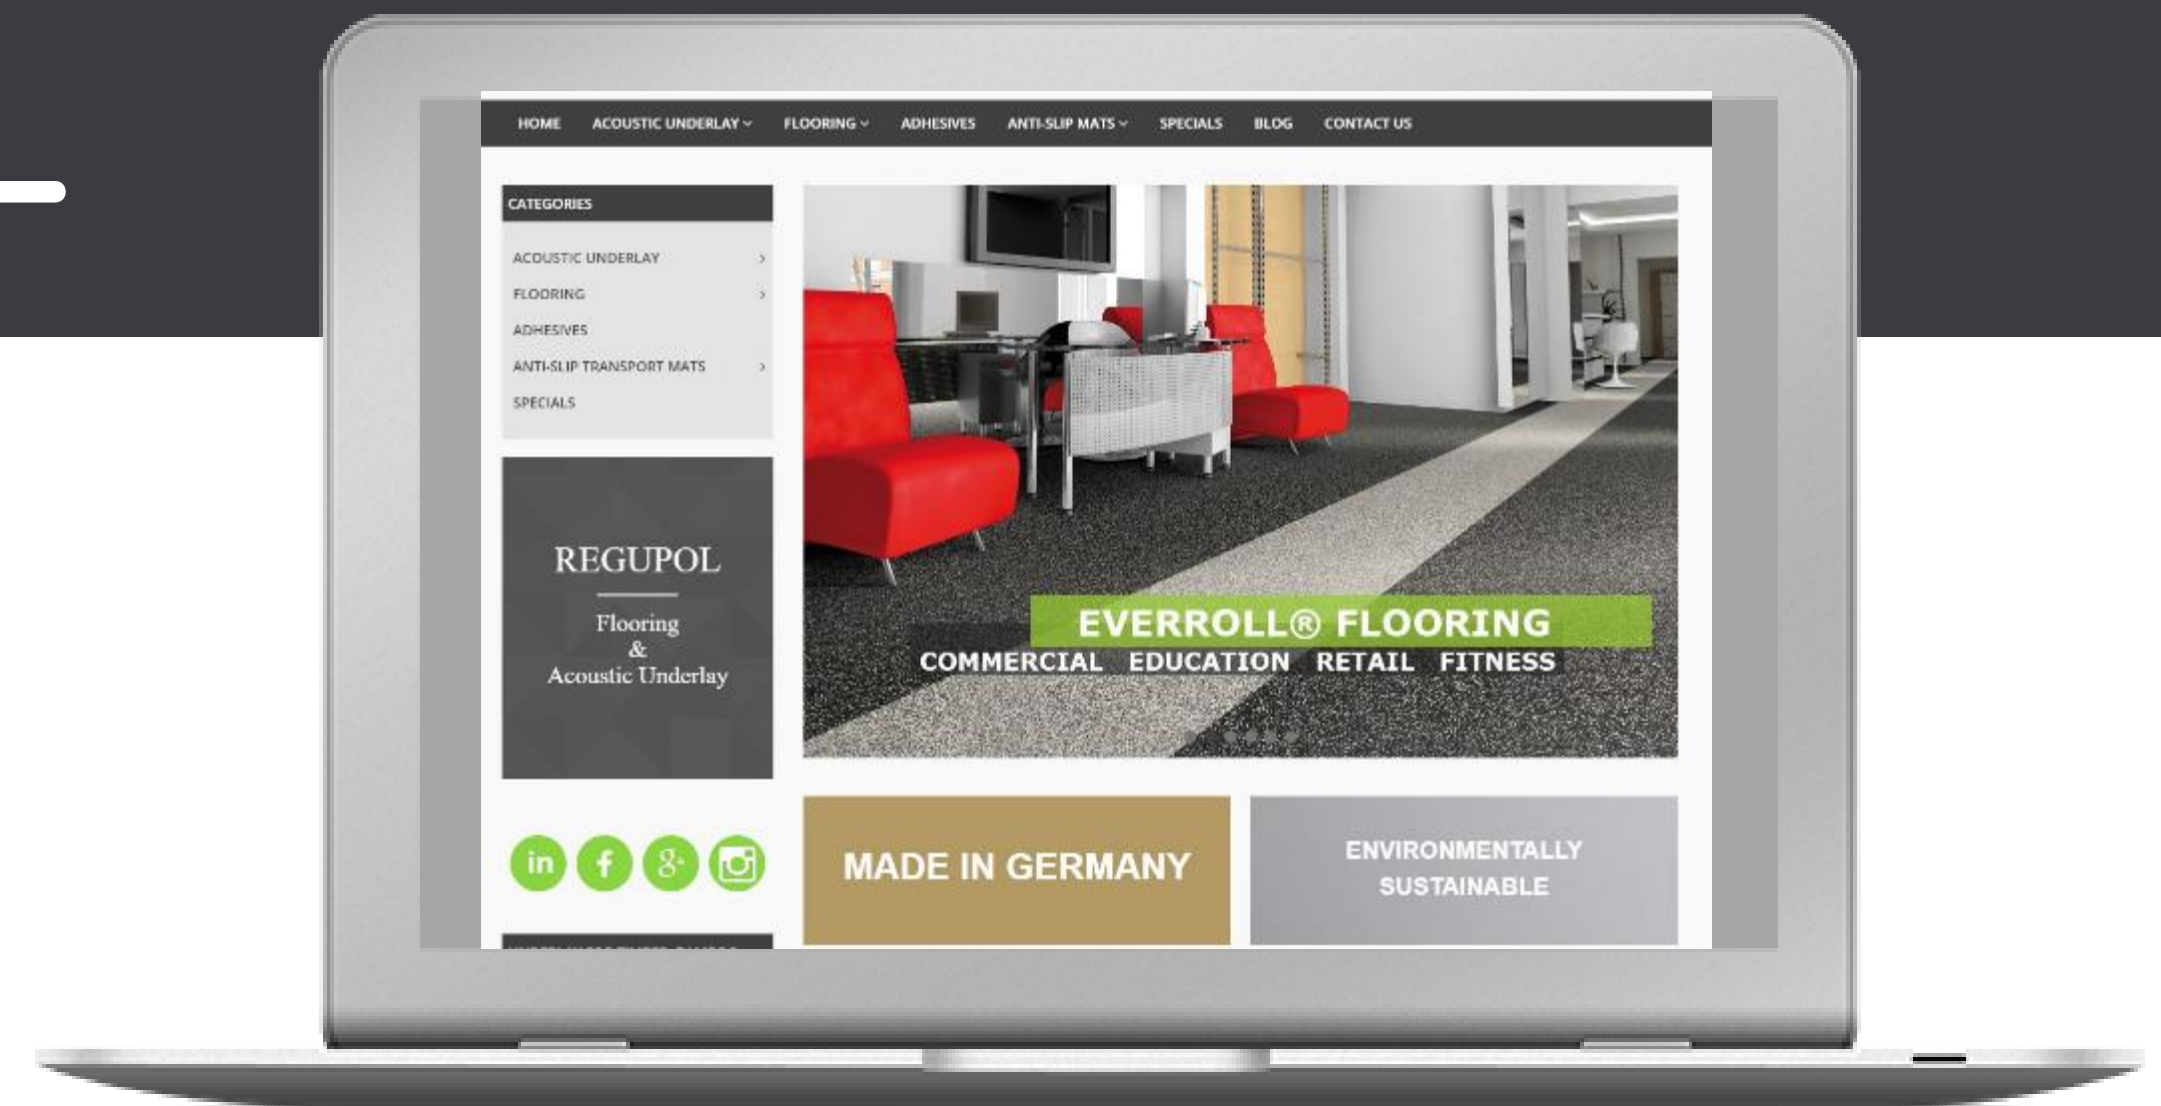 HOME ACOUSTIC UNDERLAY FLOORING ADHESIVES ANTI-SLIP MATS SPECIALS BLOG CONTACT US
CATEGORIES
ACOUSTIC UNDERLAY
FLOORING
ADHESIVES
ANTI-SLIP TRANSPORT MATS
SPECIALS
REGUPOL
Flooring
&
Acoustic Underlay
in f g+
EVERROLL® FLOORING
COMMERCIAL EDUCATION RETAIL FITNESS
MADE IN GERMANY
ENVIRONMENTALLY
SUSTAINABLE